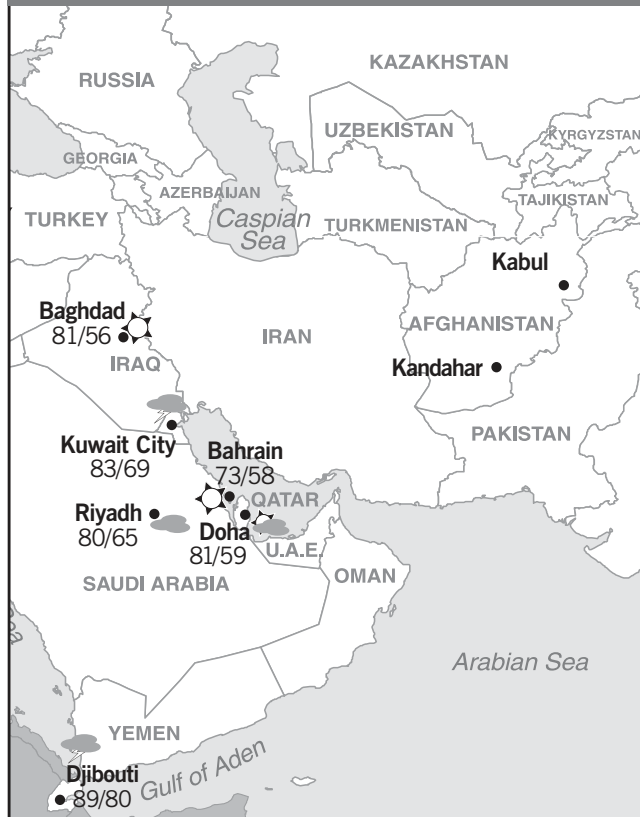 KAZAKHSTAN
RUSSIA
UZBEKISTAN
KYRGYZSTAN
GEORGIA
AZERBAIJAN
TAJIKISTAN
TURKEY
Caspian
Sea
TURKMENISTAN
Kabul
Baghdad
81/56
IRAQ
IRAN
AFGHANISTAN
Kandahar
PAKISTAN
Kuwait City
83/69
Bahrain
73/58
QATAR
Riyadh
80/65
Doha
81/59
U.A.E.
SAUDI ARABIA
OMAN
Arabian Sea
YEMEN
Gulf of Aden
Djibouti
89/80